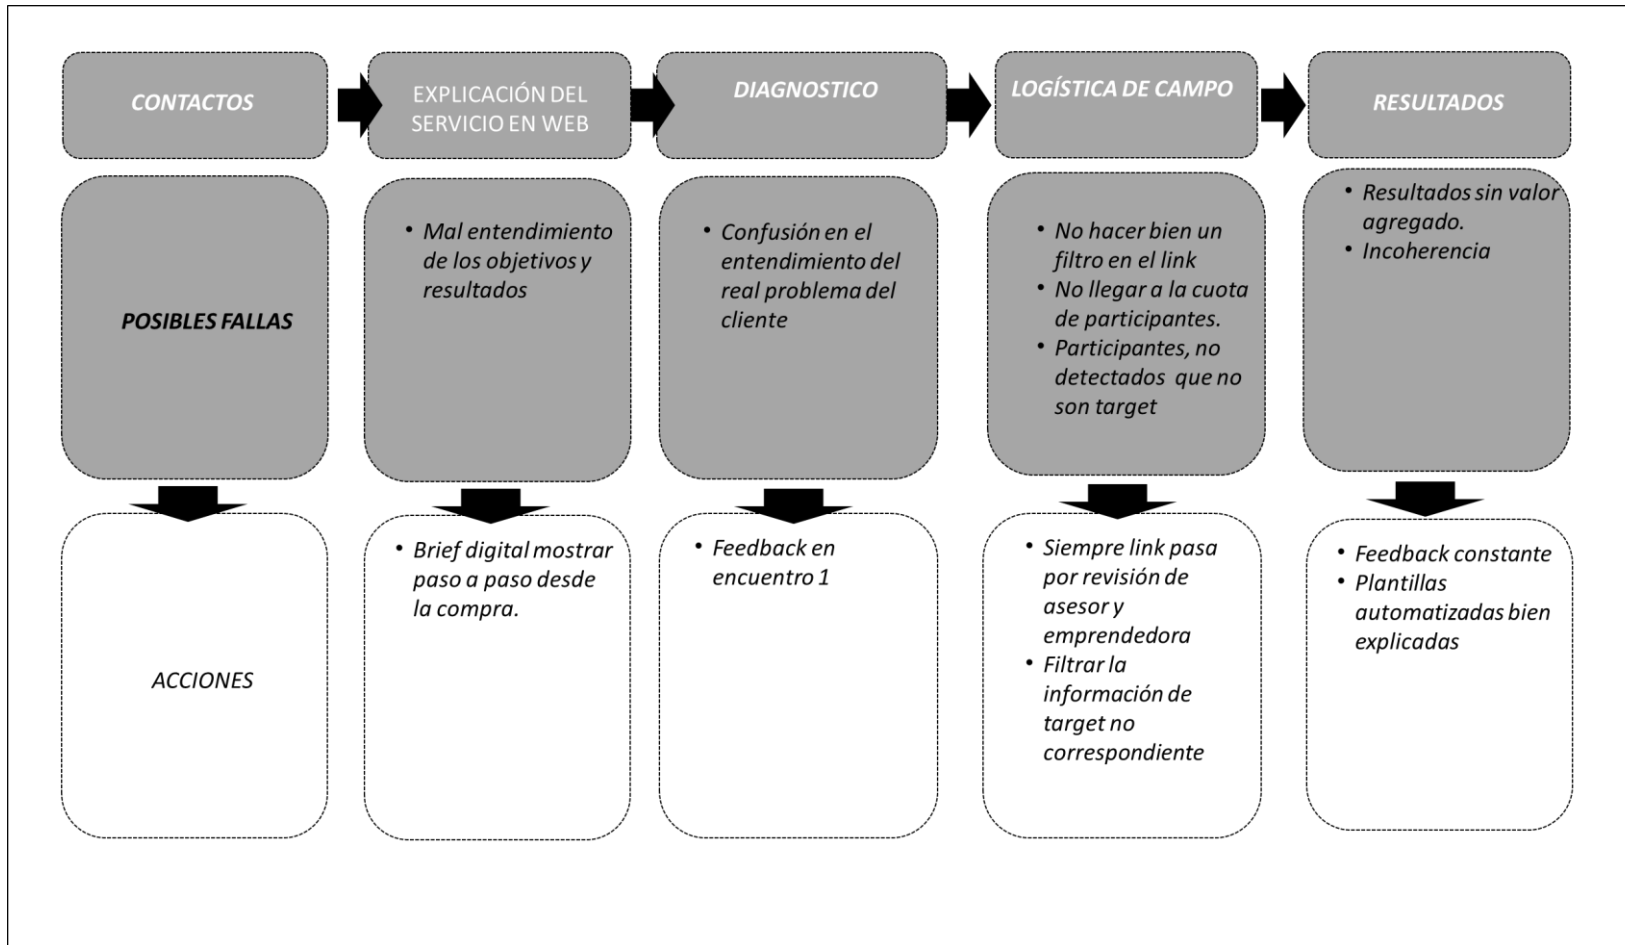 CONTACTOS
EXPLICACIÓN DEL
SERVICIO EN WEB
DIAGNOSTICO
LOGÍSTICA DE CAMPO
RESULTADOS
POSIBLES FALLAS
• Mal entendimiento
de los objetivos y
resultados
• Confusión en el
entendimiento del
real problema del
cliente
• No hacer bien un
filtro en el link
• No llegar a la cuota
de participantes.
• Participantes, no
detectados que no
son target
• Resultados sin valor
agregado.
• Incoherencia
ACCIONES
• Brief digital mostrar
paso a paso desde
la compra.
• Feedback en
encuentro 1
• Siempre link pasa
por revisión de
asesor y
emprendedora
• Filtrar la
información de
target no
correspondiente
• Feedback constante
• Plantillas
automatizadas bien
explicadas